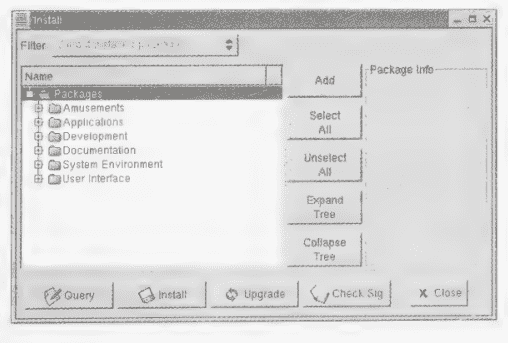 Install
Filter
Name
Packages
Amusements
Applications
Development
Documentation
System Environment
User Interface
Add
Select
All
Unselect
All
Expand
Tree
Collapse
Tree
Package Info
Query
Install
Upgrade
Check Sig
Close